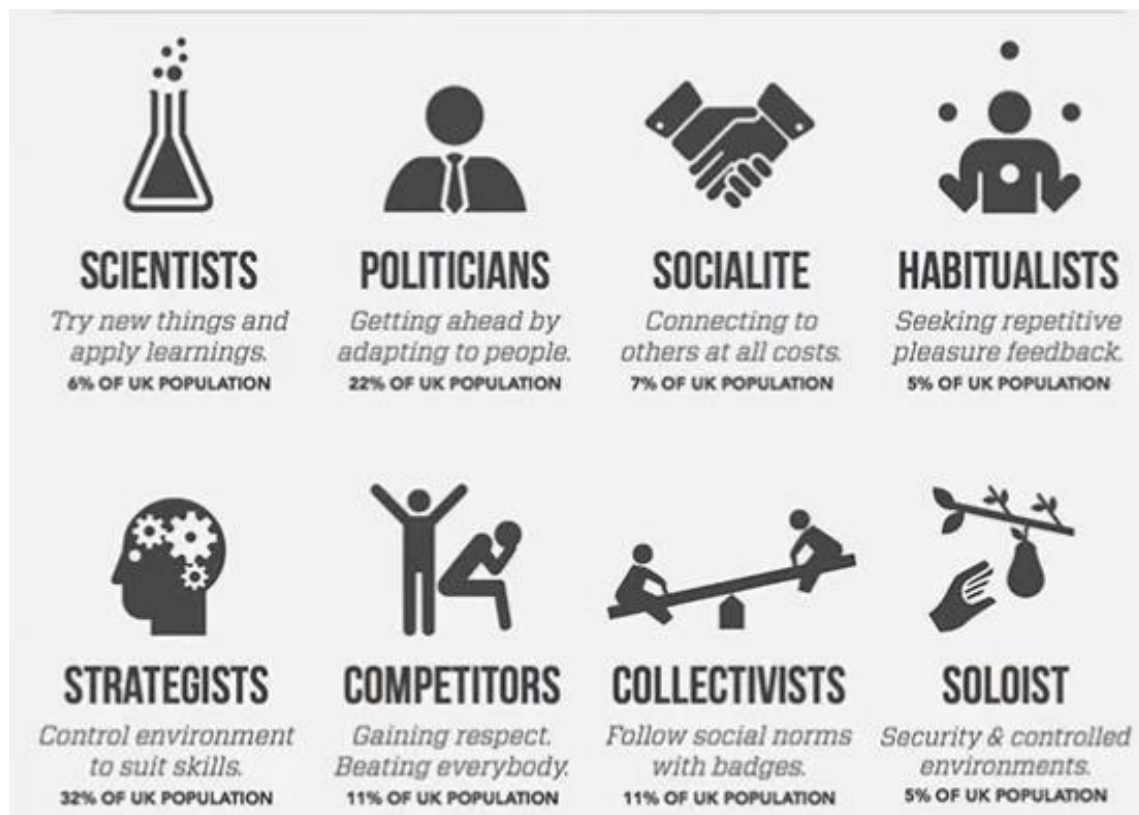 SCIENTISTS
Try new things and
apply learnings.
6% OF UK POPULATION
POLITICIANS
Getting ahead by
adapting to people.
22% OF UK POPULATION
SOCIALITE
Connecting to
others at all costs.
7% OF UK POPULATION
HABITUALISTS
Seeking repetitive
pleasure feedback.
5% OF UK POPULATION
STRATEGISTS
Control environment
to suit skills.
32% OF UK POPULATION
COMPETITORS
Gaining respect.
Beating everybody.
11% OF UK POPULATION
COLLECTIVISTS
Follow social norms
with badges.
11% OF UK POPULATION
SOLOIST
Security & controlled
environments.
5% OF UK POPULATION